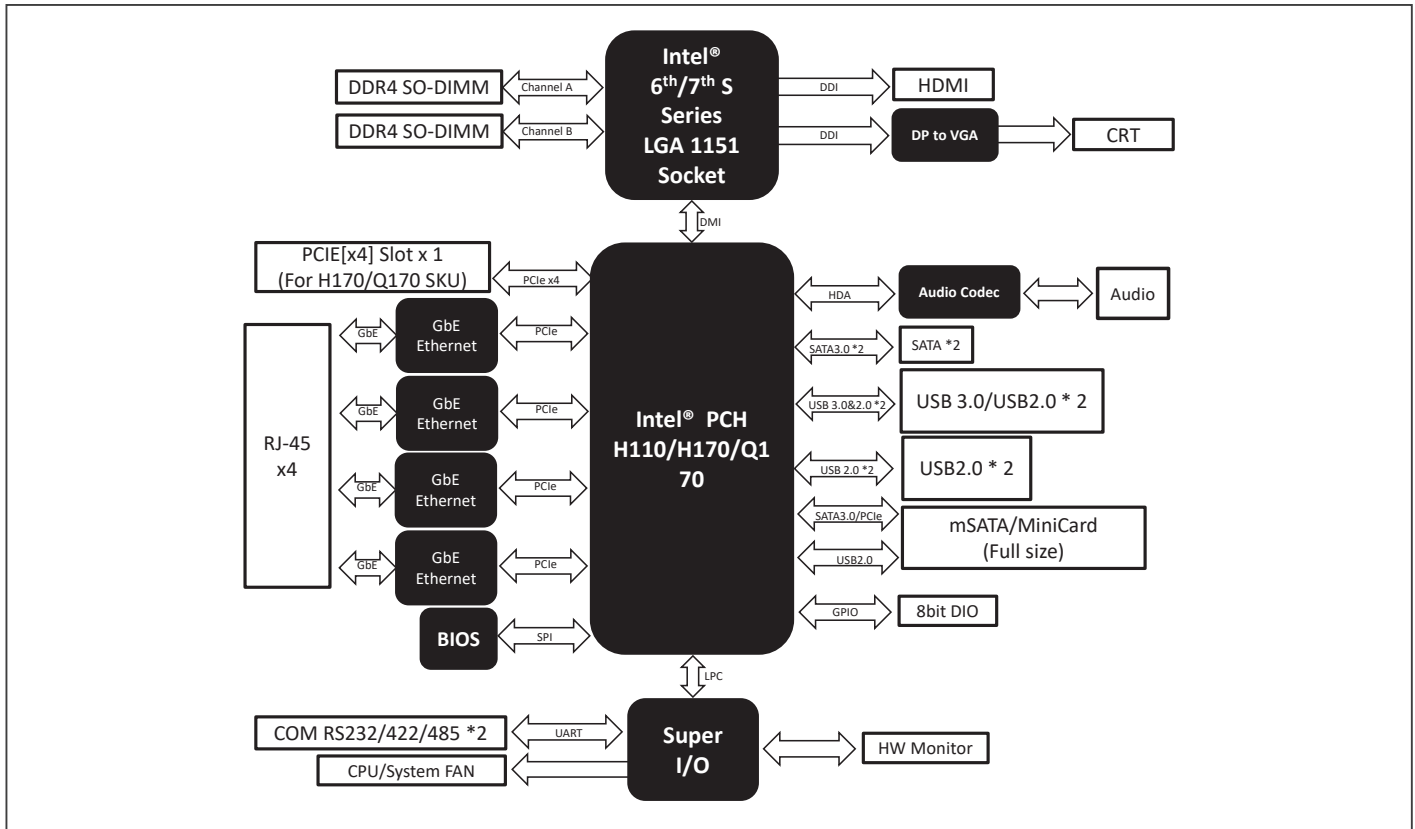 Intel®
6th/7th S
Series
LGA 1151
Socket
DDR4 SO-DIMM
Channel A
DDR4 SO-DIMM
Channel B
DDI
HDMI
DDI
DP to VGA
CRT
DMI
PCIE[x4] Slot x 1
(For H170/Q170 SKU)
PCIe x4
RJ-45
x4
GbE
GbE
Ethernet
PCIe
GbE
GbE
Ethernet
PCIe
GbE
GbE
Ethernet
PCIe
GbE
GbE
Ethernet
PCIe
BIOS
SPI
Intel® PCH
H110/H170/Q1
70
HDA
Audio Codec
Audio
SATA3.0 *2
SATA *2
USB 3.0&2.0 *2
USB 3.0/USB2.0 * 2
USB 2.0 *2
USB2.0 * 2
SATA3.0/PCIe
mSATA/MiniCard
(Full size)
USB2.0
GPIO
8bit DIO
LPC
COM RS232/422/485 *2
UART
Super
I/O
HW Monitor
CPU/System FAN